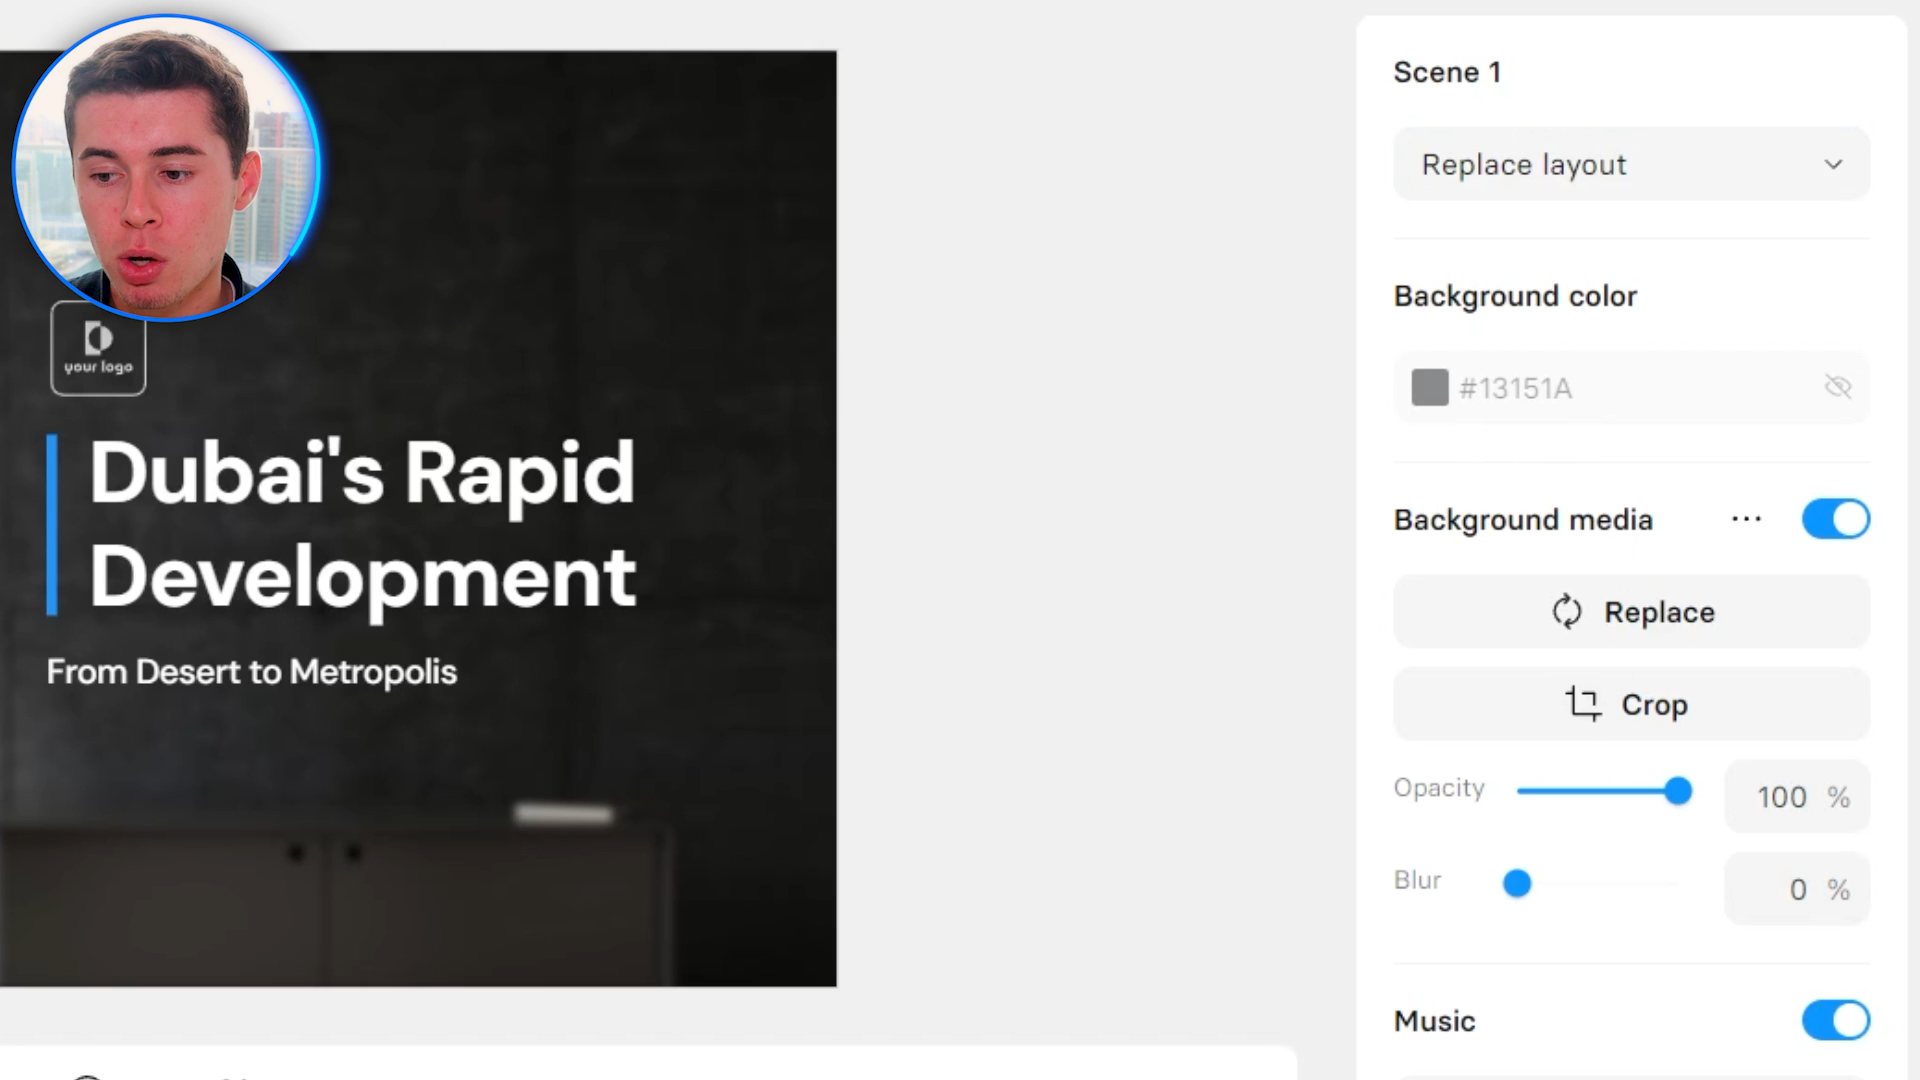 your logo
Dubai's Rapid
Development
From Desert to Metropolis
Scene 1
Replace layout
Background color
#13151A
Background media
Replace
Crop
Opacity
100 %
Blur
0 %
Music